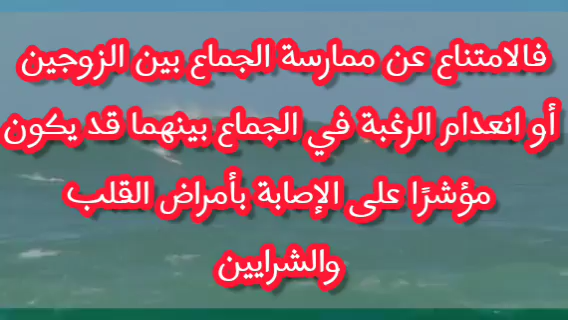 فالامتناع عن ممارسة الجماع بين الزوجين
أو انعدام الرغبة في الجماع بينهما قد يكون
مؤشرًا على الإصابة بأمراض القلب
والشرايين